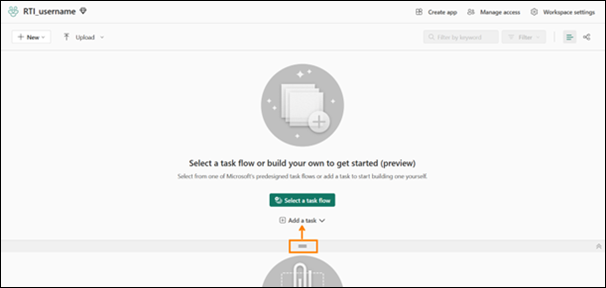 RTI_username
Create app
Manage access
Workspace settings
+ New
Upload
Filter by keyword
Filter
Select a task flow or build your own to get started (preview)
Select from one of Microsoft's predesigned task flows or add a task to start building one yourself.
Select a task flow
Add a task